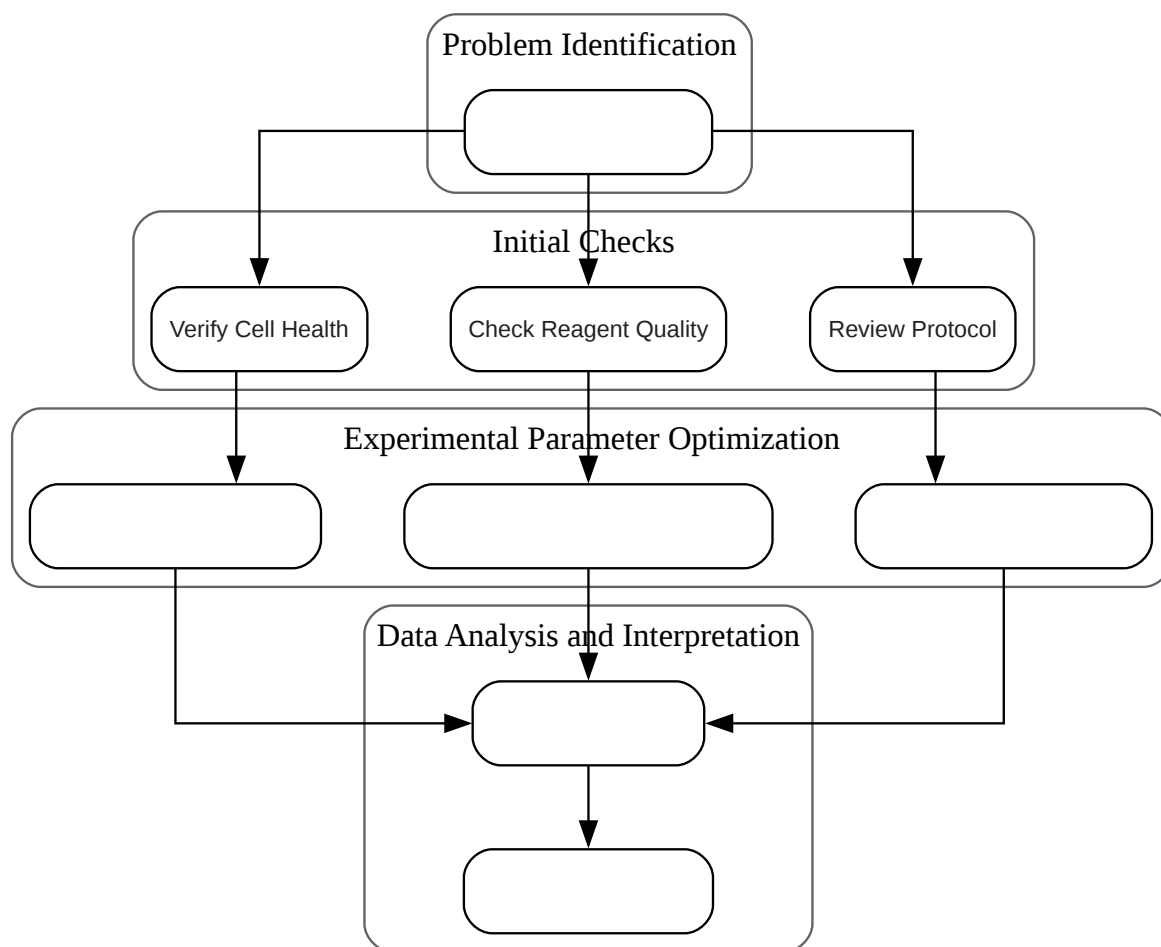 Problem Identification
Initial Checks
Verify Cell Health
Check Reagent Quality
Review Protocol
Experimental Parameter Optimization
Data Analysis and Interpretation